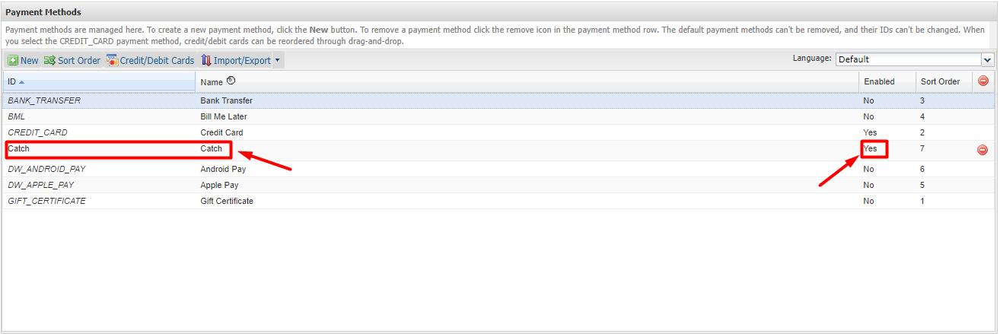 Payment Methods
Payment methods are managed here. To create a new payment method, click the New button. To remove a payment method click the remove icon in the payment method row. The default payment methods can't be removed, and their IDs can't be changed. When
you select the CREDIT_CARD payment method, credit/debit cards can be reordered through drag-and-drop.
New Sort Order Credit/Debit Cards Import/Export Language: Default
ID Name Enabled Sort Order
BANK_TRANSFER Bank Transfer No 3
BML Bill Me Later No 4
CREDIT_CARD Credit Card Yes 2
Catch Catch Yes 7
DW_ANDROID_PAY Android Pay No 6
DW_APPLE_PAY Apple Pay No 5
GIFT_CERTIFICATE Gift Certificate No 1